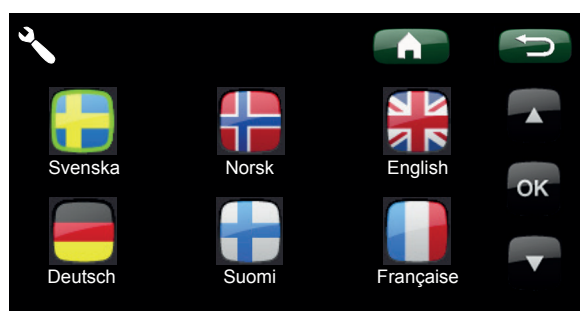 Svenska
Norsk
English
OK
Deutsch
Suomi
Française